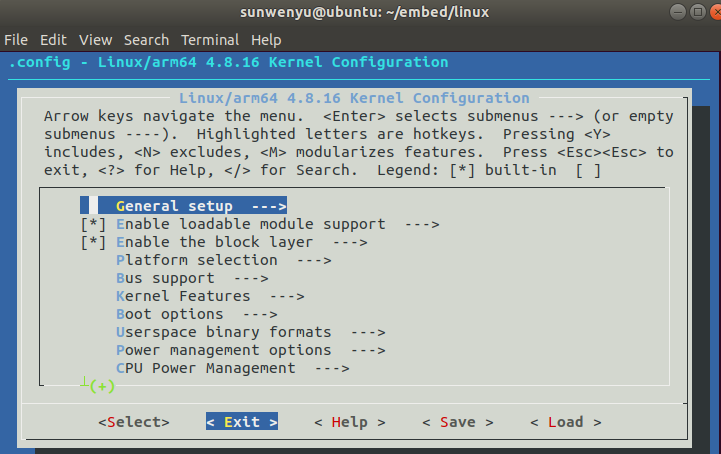 sunwenyu@ubuntu: ~/embed/linux
File Edit View Search Terminal Help
.config - Linux/arm64 4.8.16 Kernel Configuration
Linux/arm64 4.8.16 Kernel Configuration
Arrow keys navigate the menu.  <Enter> selects submenus ---> (or empty
submenus ----).  Highlighted letters are hotkeys.  Pressing <Y>
includes, <N> excludes, <M> modularizes features.  Press <Esc><Esc> to
exit, <?> for Help, </> for Search.  Legend: [*] built-in  [ ]
General setup  --->
[*] Enable loadable module support  --->
[*] Enable the block layer  --->
Platform selection  --->
Bus support  --->
Kernel Features  --->
Boot options  --->
Userspace binary formats  --->
Power management options  --->
CPU Power Management  --->
(+)
<Select>    < Exit >    < Help >    < Save >    < Load >